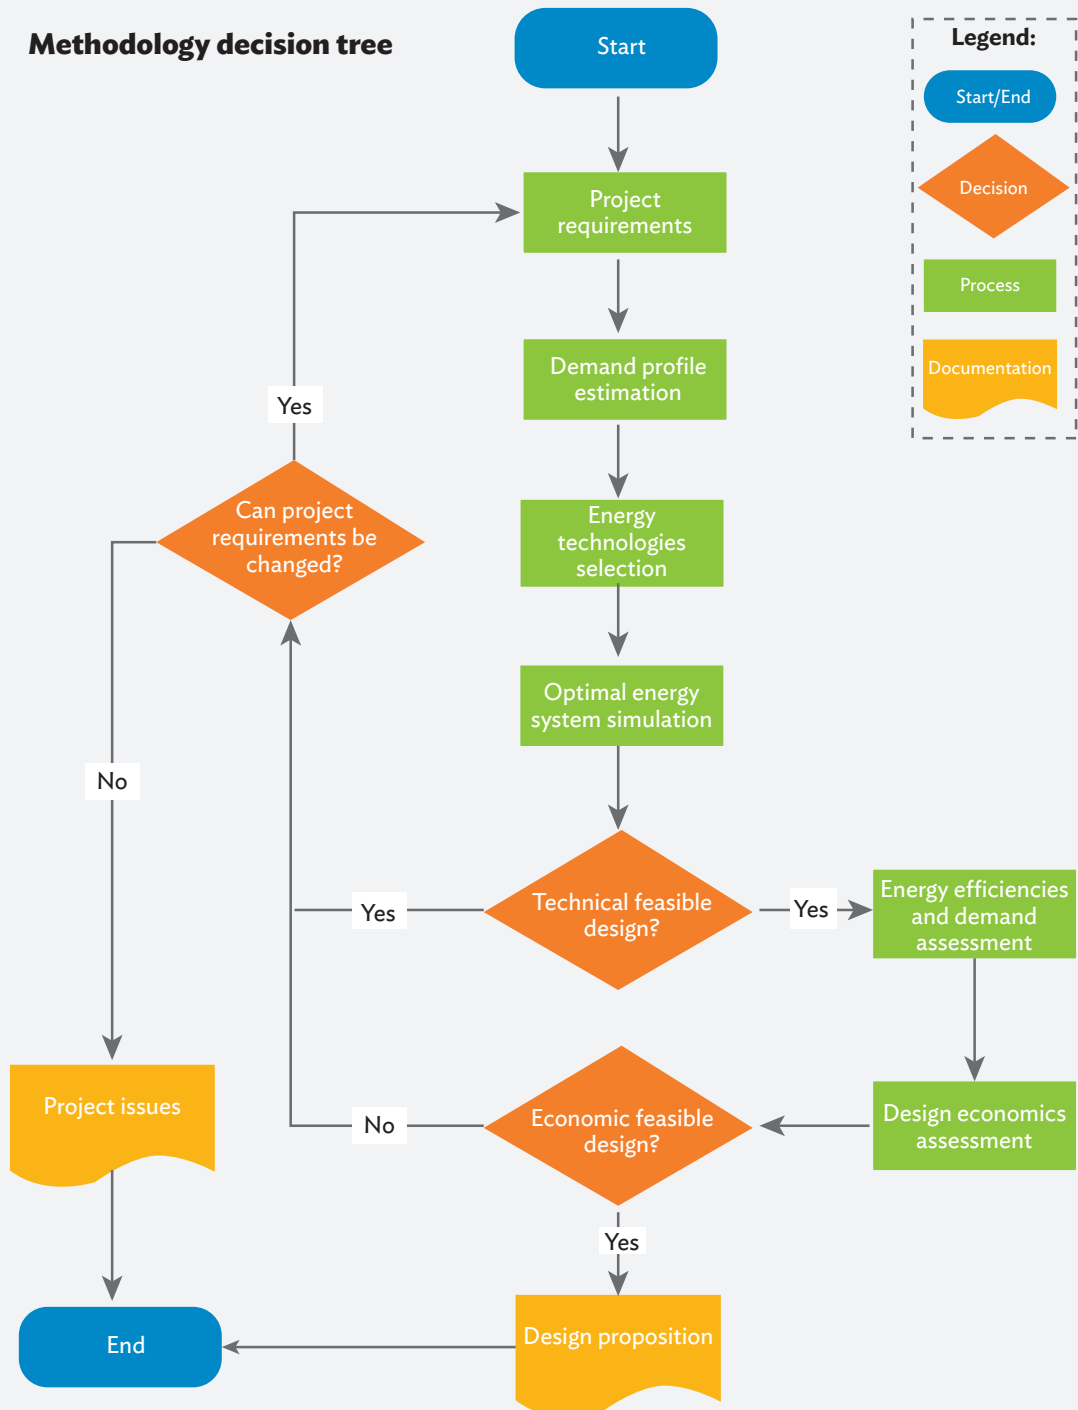 Methodology decision tree
Start
Legend:
Start/End
Decision
Process
Documentation
Project
requirements
Demand profile
estimation
Yes
Can project
requirements be
changed?
Energy
technologies
selection
Optimal energy
system simulation
No
Technical feasible
design?
Yes
Yes
Energy efficiencies
and demand
assessment
Project issues
No
Economic feasible
design?
Design economics
assessment
Yes
Design proposition
End